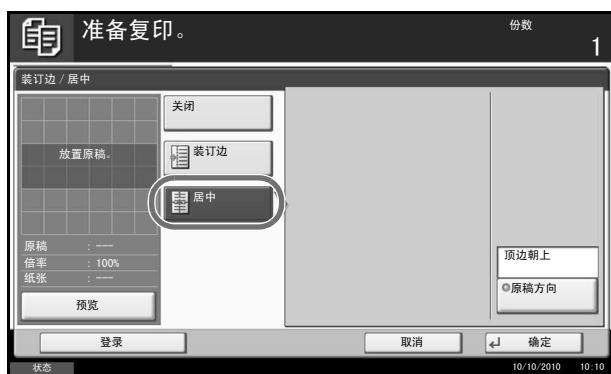 准备复印。
份数
1
装订边 / 居中
放置原稿。
原稿 : ---
倍率 : 100%
纸张 : ---
预览
关闭
装订边
居中
顶边朝上
原稿方向
登录
取消
确定
状态
10/10/2010 10:10